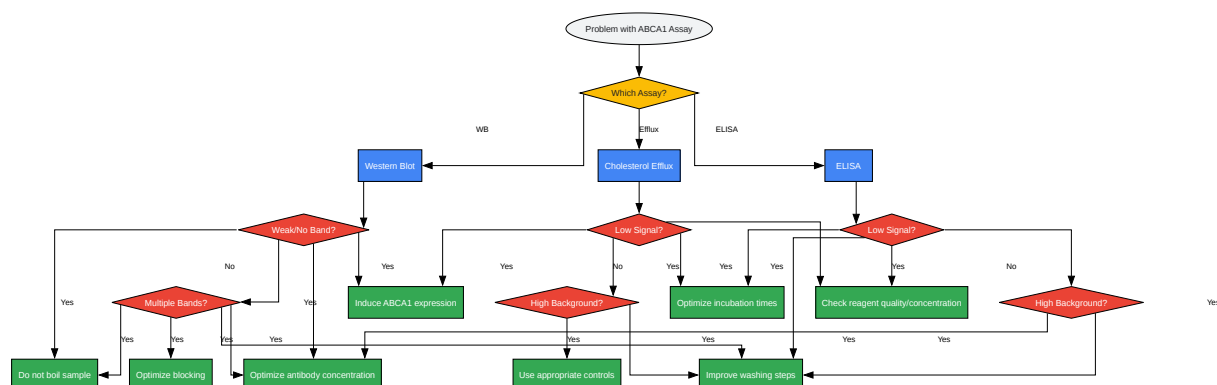 Problem with ABCA1 Assay
Which Assay?
WB
Efflux
ELISA
Western Blot
Cholesterol Efflux
ELISA
Weak/No Band?
Low Signal?
Low Signal?
No
Yes
Yes
No
Yes
Yes
Yes
Yes
No
Yes
Multiple Bands?
Yes
Induce ABCA1 expression
High Background?
Optimize incubation times
Check reagent quality/concentration
High Background?
Yes
Yes
Yes
Yes
Yes
Yes
Yes
Yes
Yes
Do not boil sample
Optimize blocking
Optimize antibody concentration
Use appropriate controls
Improve washing steps